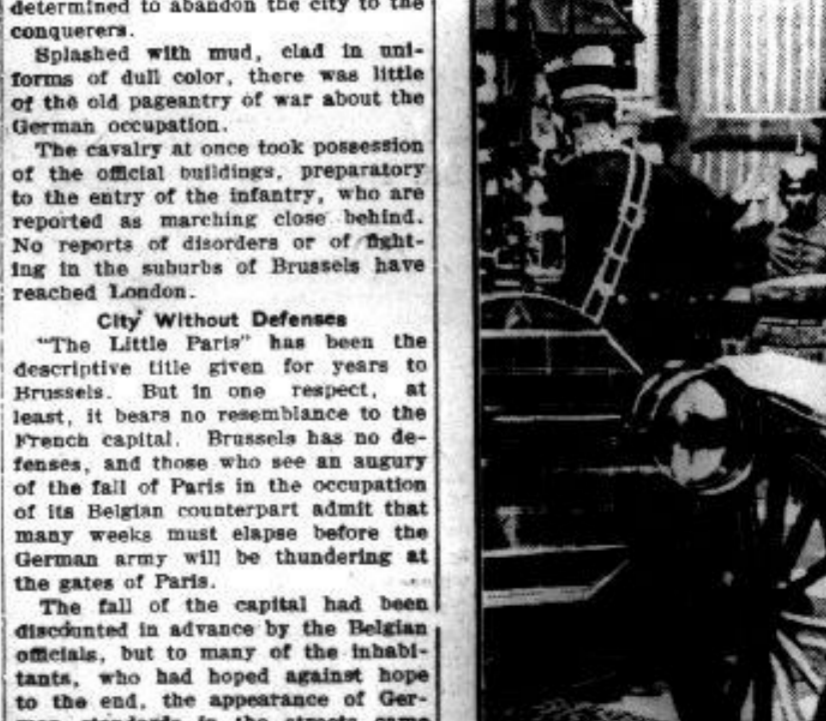 determined to abandon the city to the
conquerers.
Splashed with mud, clad in uni-
forms of dull color, there was little
of the old pageantry of war about the
German occupation.
The cavalry at once took possession
of the official buildings, preparatory
to the entry of the infantry, who are
reported as marching close behind.
No reports of disorders or of fight-
ing in the suburbs of Brussels have
reached London.
City Without Defenses
"The Little Paris" has been the
descriptive title given for years to
Brussels. But in one respect, at
least, it bears no resemblance to the
French capital. Brussels has no de-
fenses, and those who see an augury
of the fall of Paris in the occupation
of its Belgian counterpart admit that
many weeks must elapse before the
German army will be thundering at
the gates of Paris.
The fall of the capital had been
discounted in advance by the Belgian
officials, but to many of the inhabi-
tants, who had hoped against hope
to the end, the appearance of Ger-
man standards in the streets came